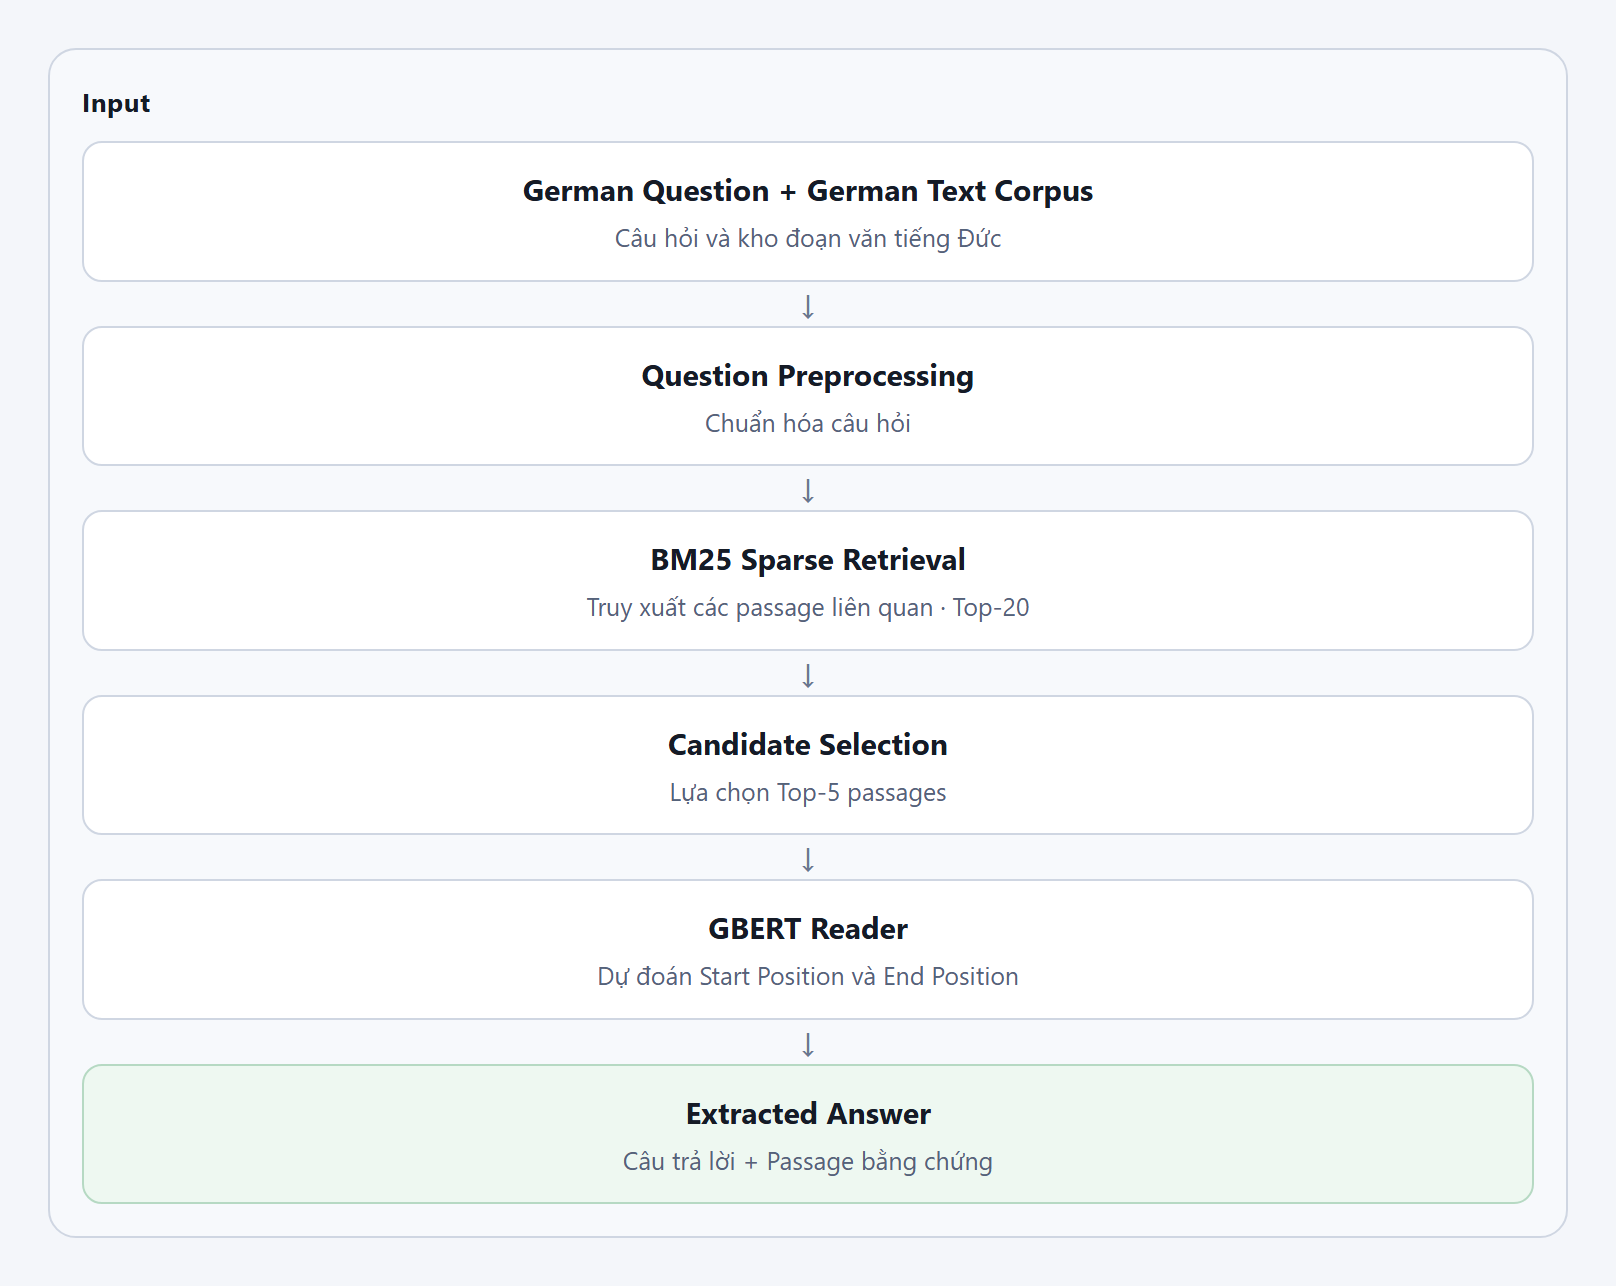 Input
German Question + German Text Corpus
Câu hỏi và kho đoạn văn tiếng Đức
↓
Question Preprocessing
Chuẩn hóa câu hỏi
↓
BM25 Sparse Retrieval
Truy xuất các passage liên quan · Top-20
↓
Candidate Selection
Lựa chọn Top-5 passages
↓
GBERT Reader
Dự đoán Start Position và End Position
↓
Extracted Answer
Câu trả lời + Passage bằng chứng